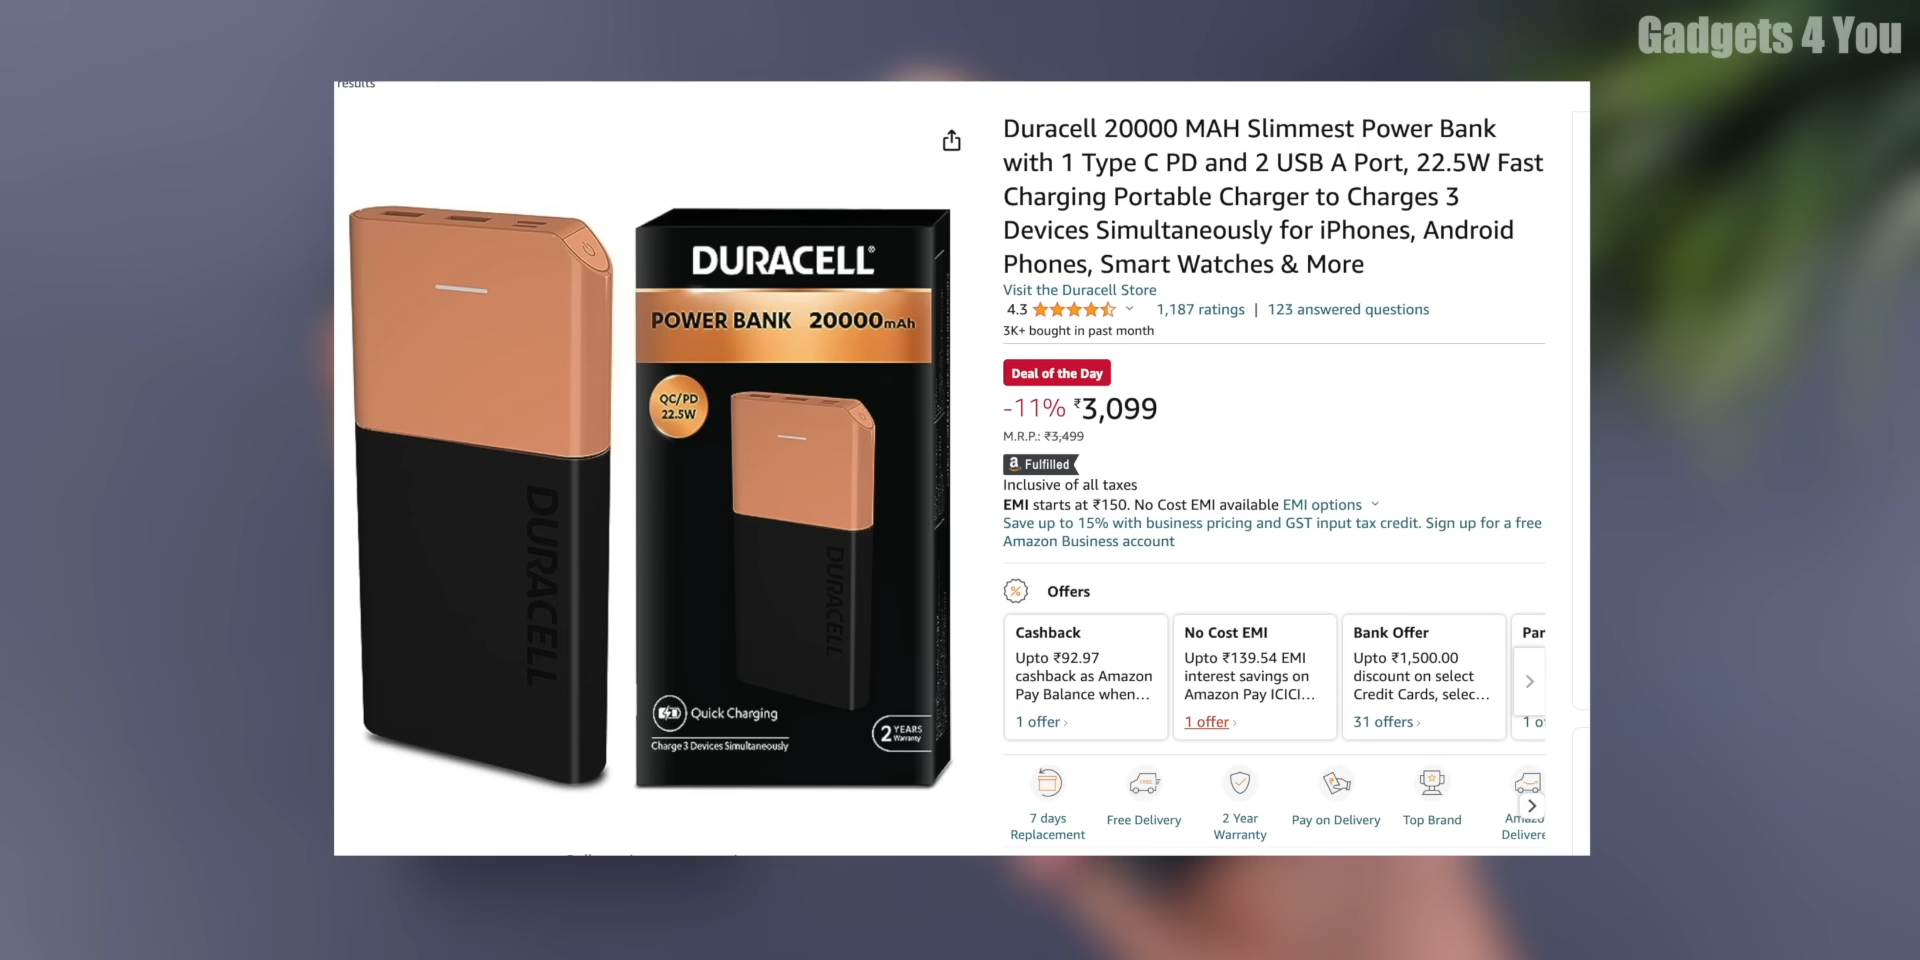 Gadgets 4 You
results
Duracell 20000 MAH Slimmest Power Bank
with 1 Type C PD and 2 USB A Port, 22.5W Fast
Charging Portable Charger to Charges 3
Devices Simultaneously for iPhones, Android
Phones, Smart Watches & More
Visit the Duracell Store
4.3
1,187 ratings | 123 answered questions
3K+ bought in past month
Deal of the Day
-11% ₹3,099
M.R.P.: ₹3,499
a Fulfilled
Inclusive of all taxes
EMI starts at ₹150. No Cost EMI available EMI options
Save up to 15% with business pricing and GST input tax credit. Sign up for a free
Amazon Business account
Offers
Cashback
Upto ₹92.97
cashback as Amazon
Pay Balance when...
1 offer
No Cost EMI
Upto ₹139.54 EMI
interest savings on
Amazon Pay ICICI...
1 offer
Bank Offer
Upto ₹1,500.00
discount on select
Credit Cards, selec...
31 offers
Par
1 o
7 days
Replacement
Free Delivery
2 Year
Warranty
Pay on Delivery
Top Brand
Delivere
DURACELL
DURACELL®
POWER BANK 20000mAh
QC/PD
22.5W
DURACELL
Quick Charging
Charge 3 Devices Simultaneously
2 YEARS
Warranty